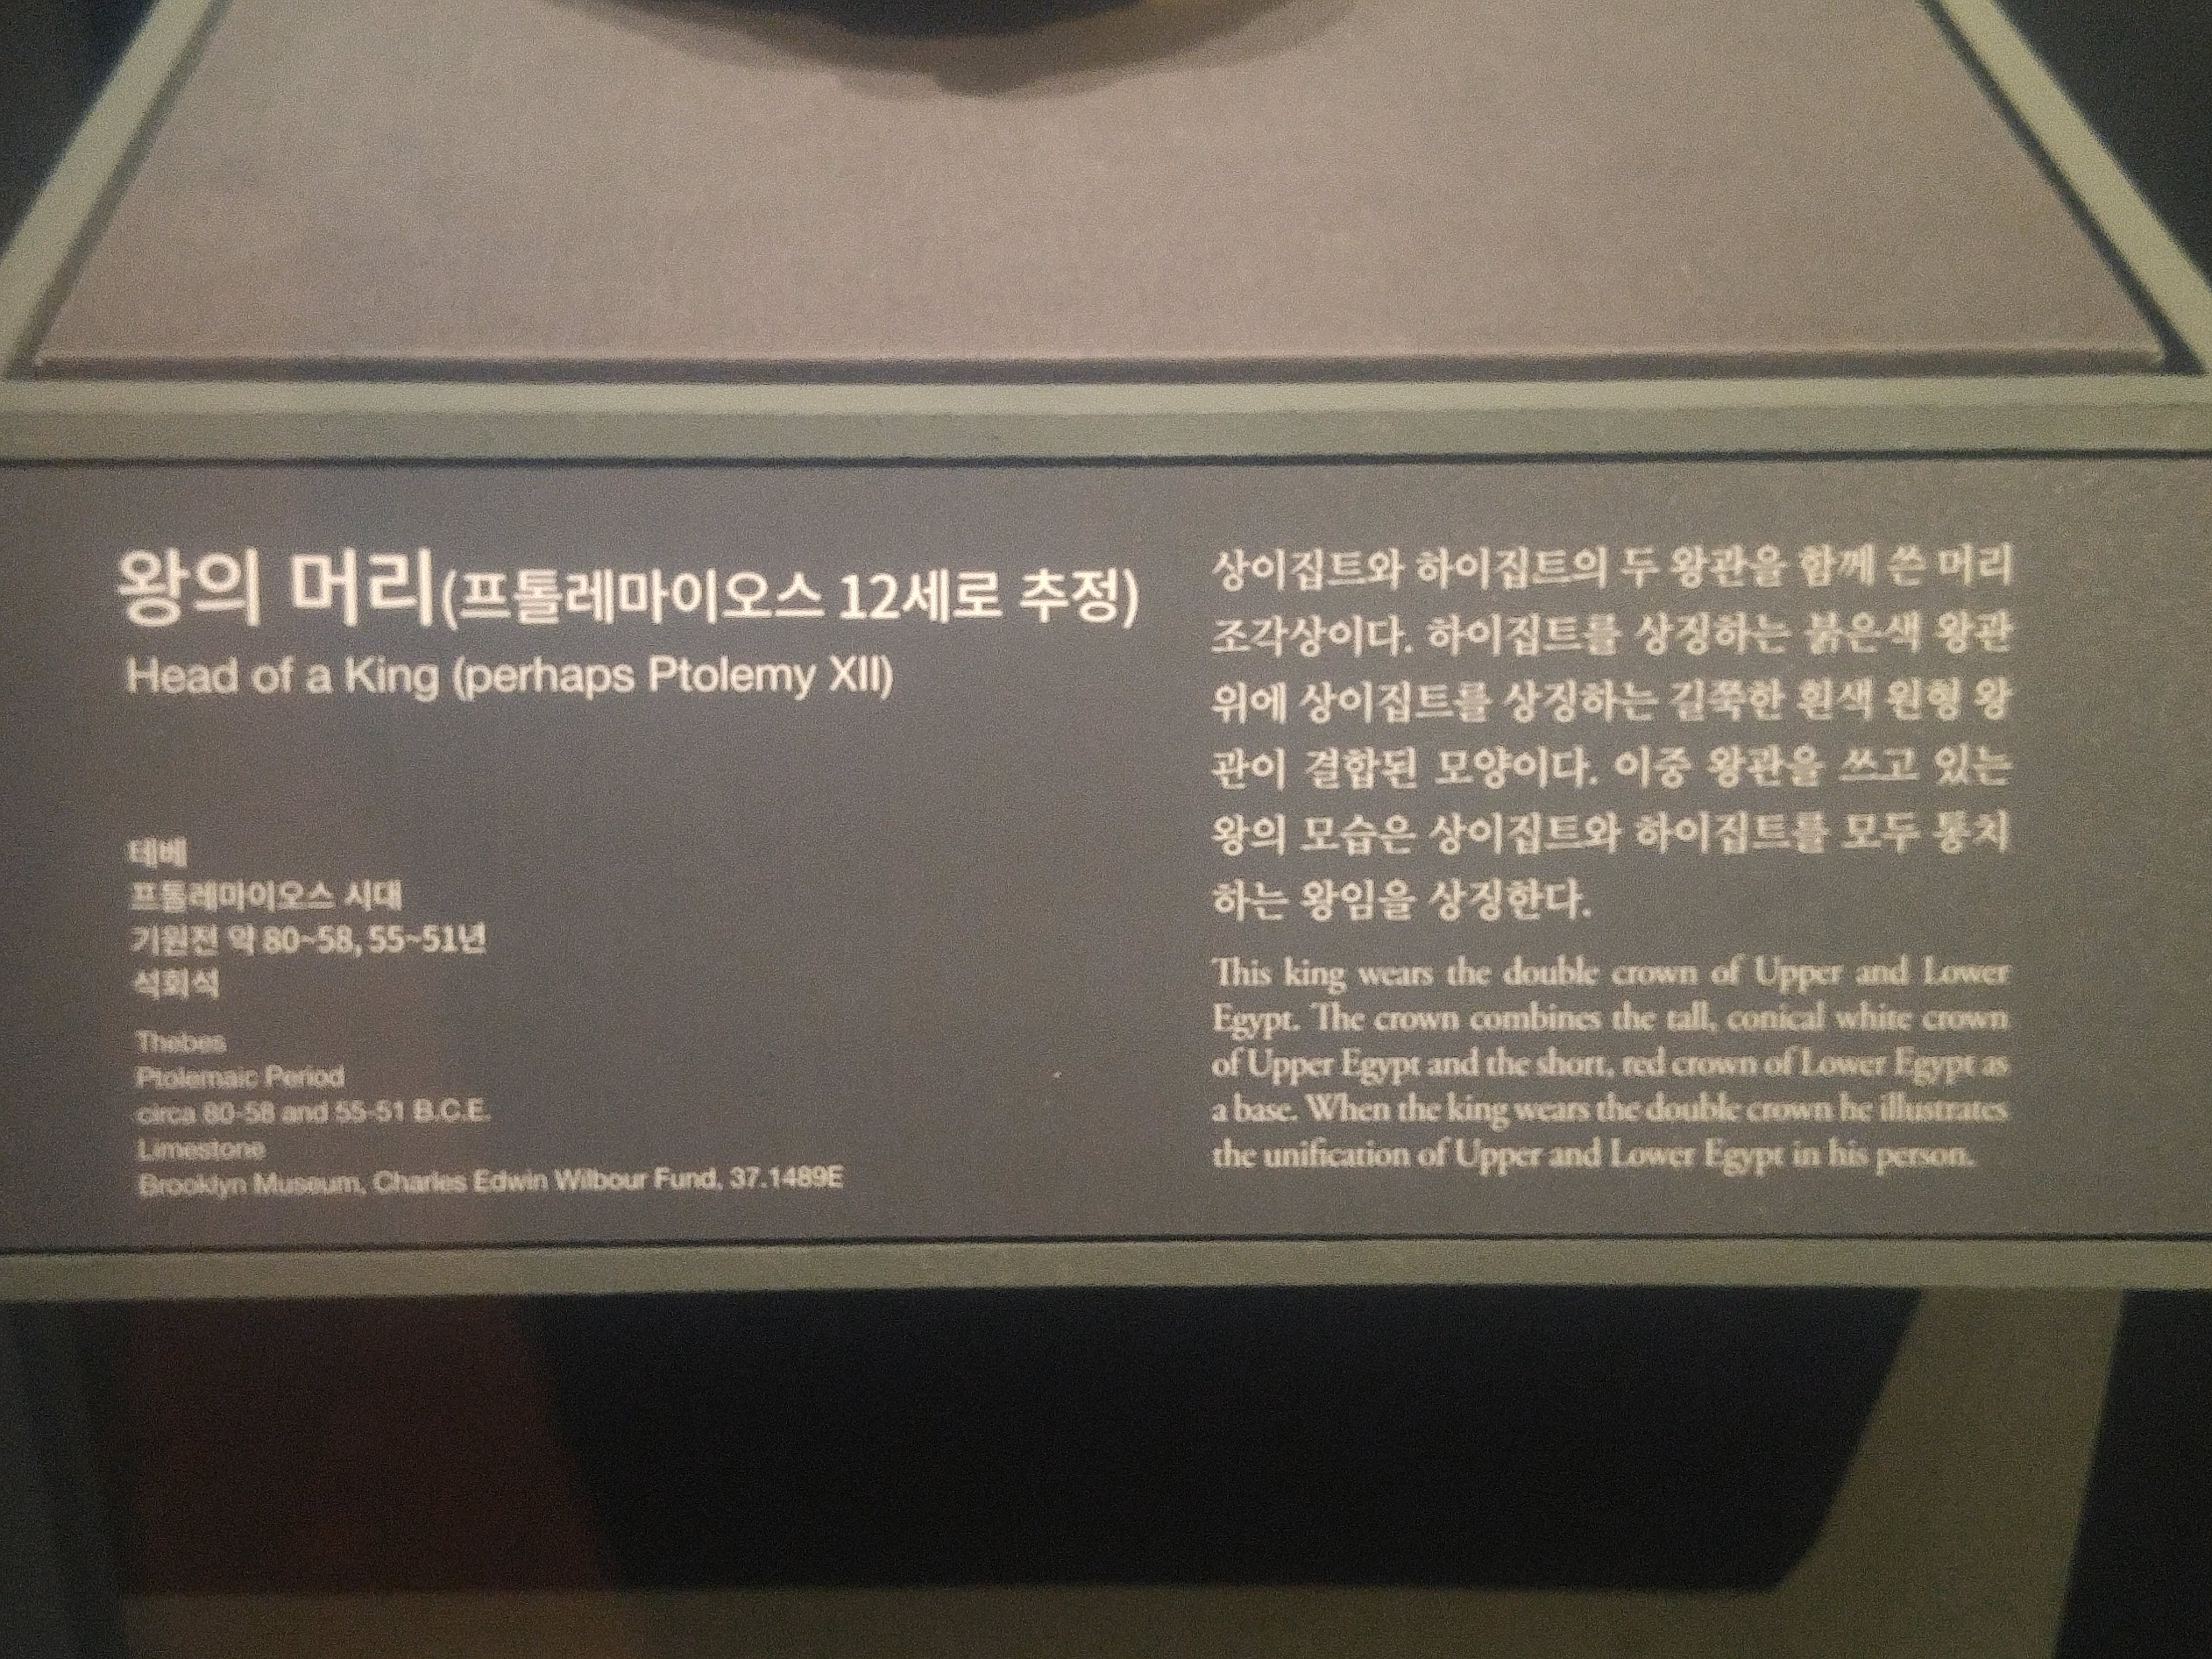 왕의 머리(프톨레마이오스 12세로 추정)
Head of a King (perhaps Ptolemy XII)
테베
프톨레마이오스 시대
기원전 약 80~58, 55~51년
석회석
Thebes
Ptolemaic Period
circa 80-58 and 55-51 B.C.E.
Limestone
Brooklyn Museum, Charles Edwin Wilbour Fund, 37.1489E
상이집트와 하이집트의 두 왕관을 함께 쓴 머리
조각상이다. 하이집트를 상징하는 붉은색 왕관
위에 상이집트를 상징하는 길쭉한 흰색 원형 왕
관이 결합된 모양이다. 이중 왕관을 쓰고 있는
왕의 모습은 상이집트와 하이집트를 모두 통치
하는 왕임을 상징한다.
This king wears the double crown of Upper and Lower
Egypt. The crown combines the tall, conical white crown
of Upper Egypt and the short, red crown of Lower Egypt as
a base. When the king wears the double crown he illustrates
the unification of Upper and Lower Egypt in his person.